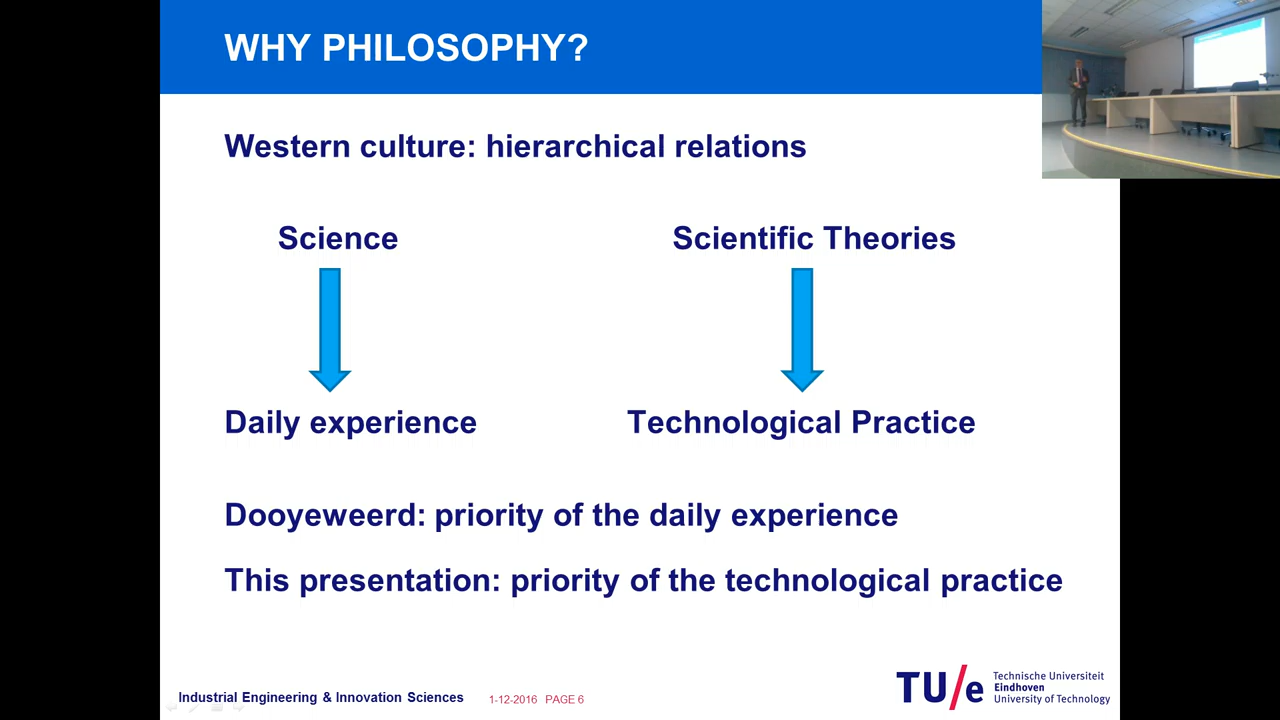 WHY PHILOSOPHY?
Western culture: hierarchical relations
Science
Scientific Theories
Daily experience
Technological Practice
Dooyeweerd: priority of the daily experience
This presentation: priority of the technological practice
Industrial Engineering & Innovation Sciences
1-12-2016 PAGE 6
TU/e
Technische Universiteit
Eindhoven
University of Technology